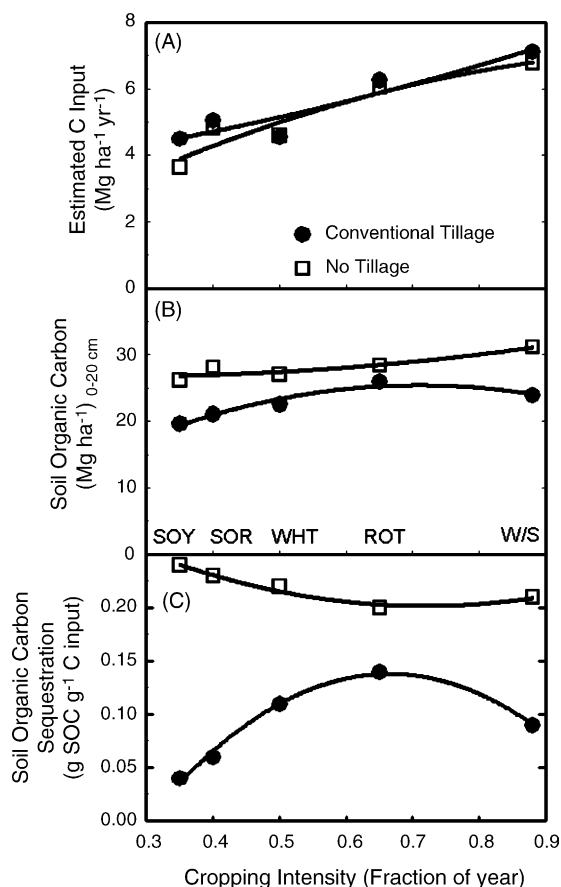 8
(A)
6
4
2
0
Estimated C Input
(Mg ha⁻¹ yr⁻¹)
Conventional Tillage
No Tillage
(B)
30
20
10
0
Soil Organic Carbon
(Mg ha⁻¹) 0-20 cm
SOY SOR WHT ROT W/S
(C)
0.20
0.15
0.10
0.05
0.00
Soil Organic Carbon
Sequestration
(g SOC g⁻¹ C input)
0.3 0.4 0.5 0.6 0.7 0.8 0.9
Cropping Intensity (Fraction of year)